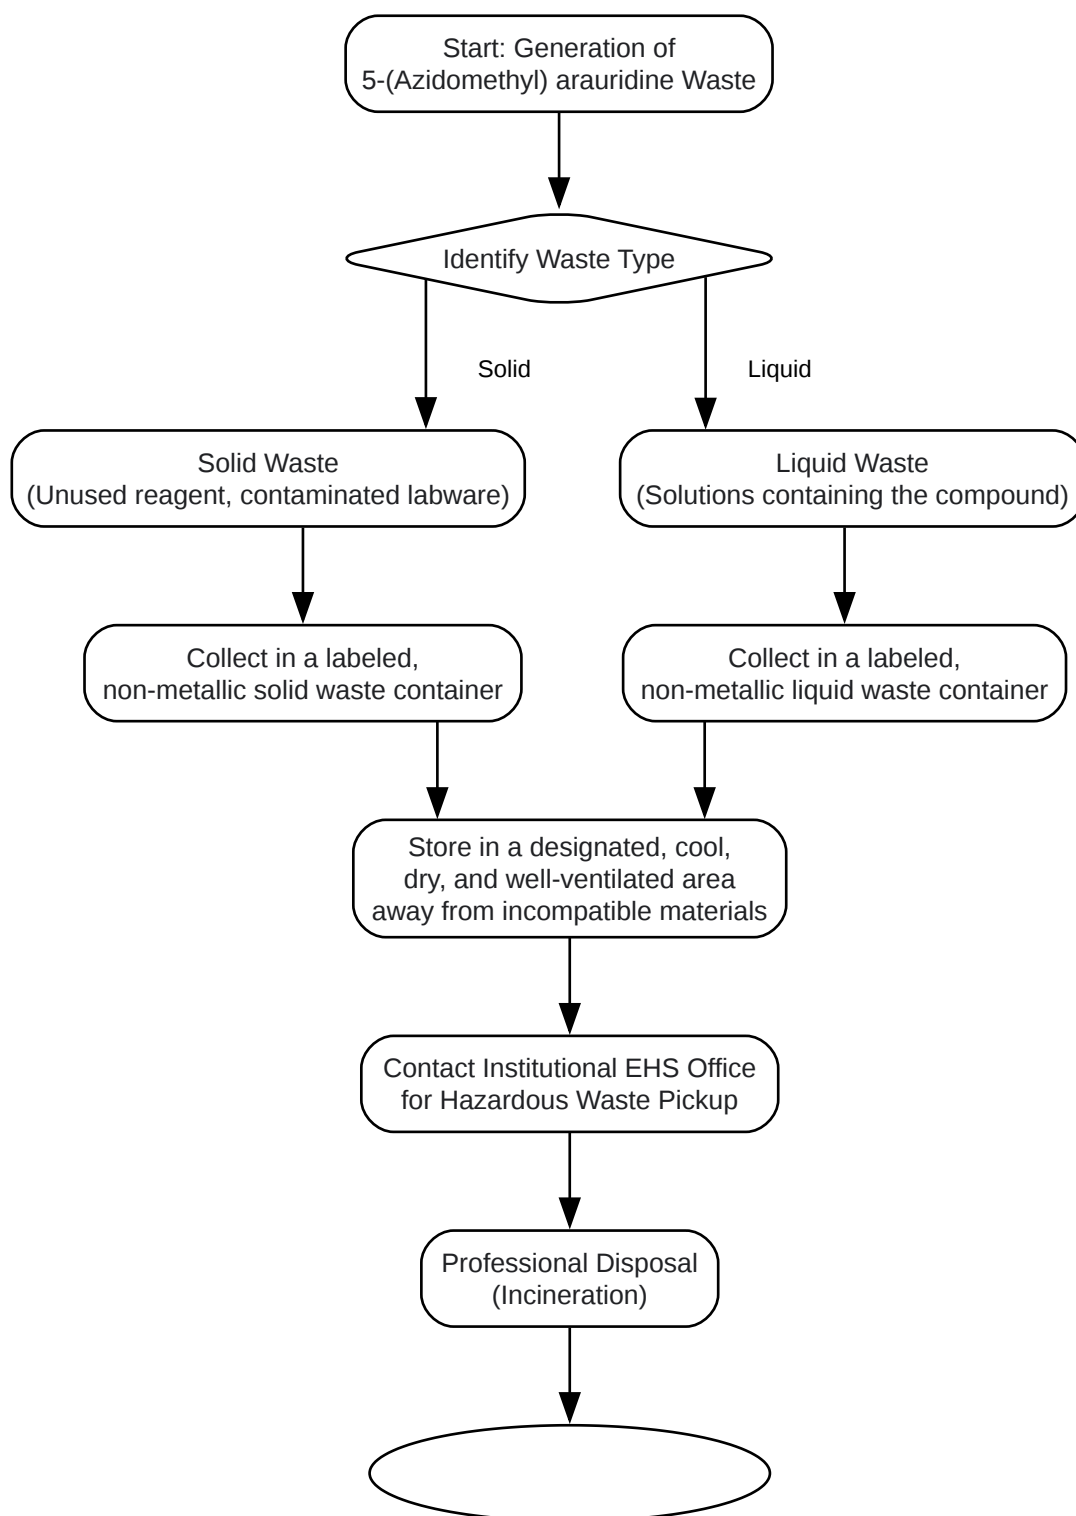 Start: Generation of
5-(Azidomethyl) arauridine Waste
Identify Waste Type
Solid
Liquid
Solid Waste
(Unused reagent, contaminated labware)
Liquid Waste
(Solutions containing the compound)
Collect in a labeled,
non-metallic solid waste container
Collect in a labeled,
non-metallic liquid waste container
Store in a designated, cool,
dry, and well-ventilated area
away from incompatible materials
Contact Institutional EHS Office
for Hazardous Waste Pickup
Professional Disposal
(Incineration)